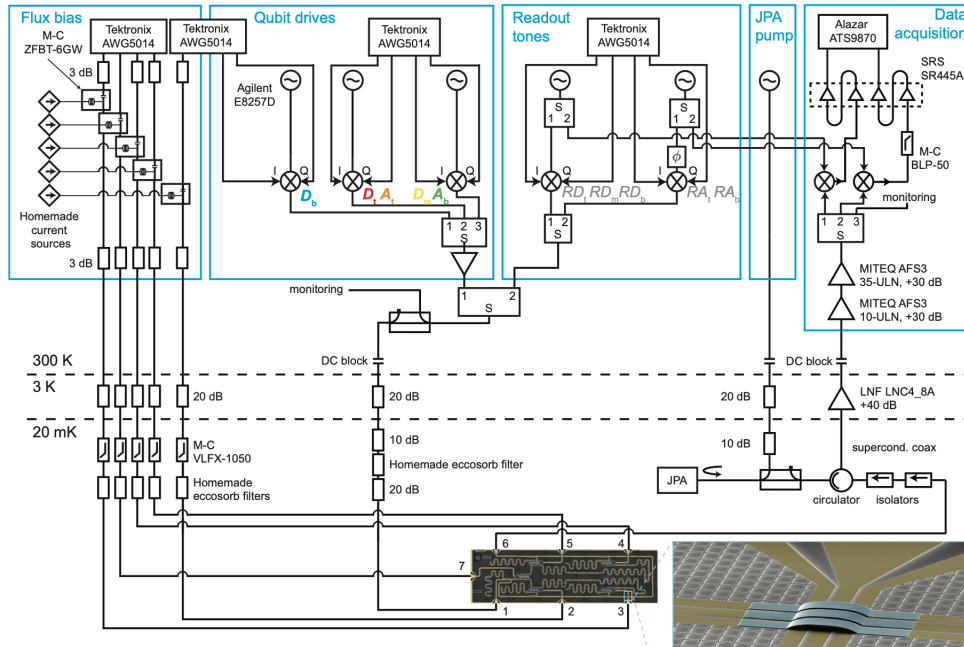 Flux bias
Qubit drives
Readout
tones
JPA
pump
Data
acquisition
M-C
ZFBT-6GW
Tektronix
AWG5014
Tektronix
AWG5014
Tektronix
AWG5014
Tektronix
AWG5014
Alazar
ATS9870
SRS
SR445A
3 dB
Agilent
E8257D
S
1 2
S
1 2
ϕ
M-C
BLP-50
I
Q
I
Q
I
Q
I
Q
D_b
D_t A_t
D_m A_b
RD_t RD_m RD_b
RA_t RA_b
monitoring
Homemade
current
sources
1 2 3
S
1 2
S
1 2 3
S
3 dB
MITEQ AFS3
35-ULN, +30 dB
MITEQ AFS3
10-ULN, +30 dB
monitoring
1 2
S
300 K
DC block
DC block
3 K
20 dB
20 dB
20 dB
LNF LNC4_8A
+40 dB
20 mK
M-C
VLFX-1050
10 dB
10 dB
supercond. coax
Homemade eccosorb filter
Homemade
eccosorb filters
20 dB
JPA
circulator
isolators
6
5
4
7
1
2
3